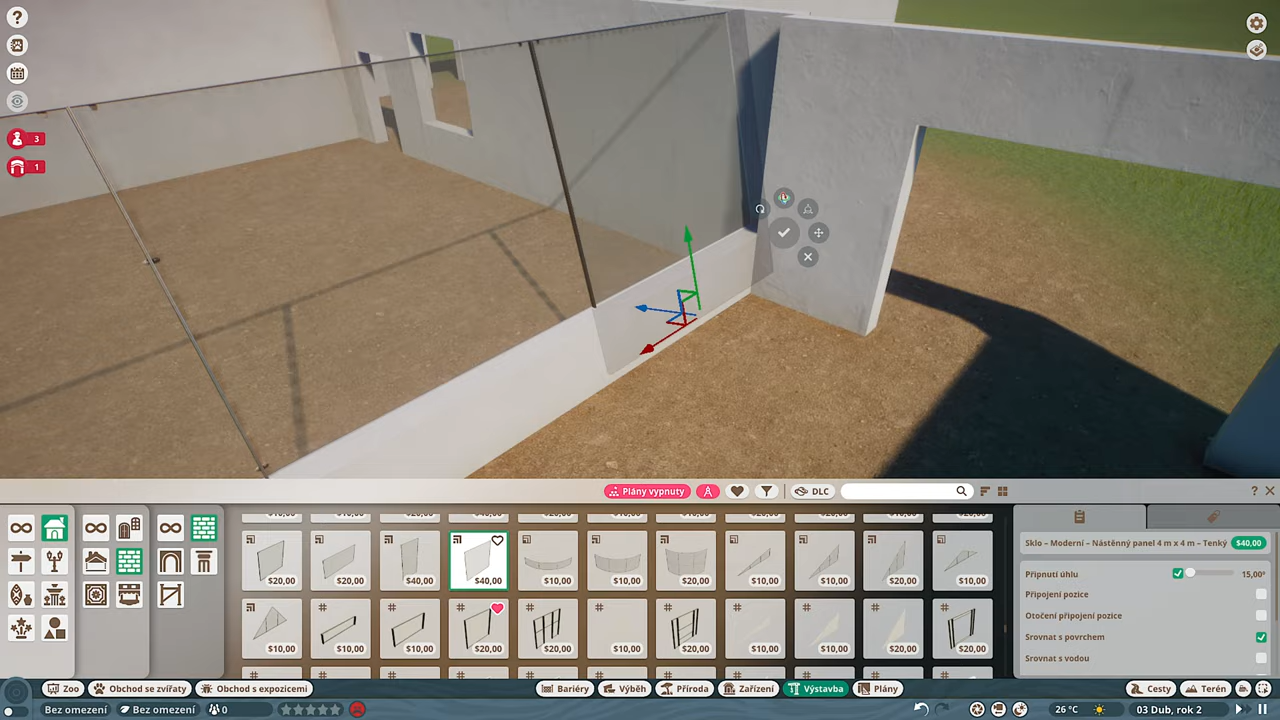 ?
3
1
Plány vypnuty
DLC
? ×
$20,00 $20,00 $40,00 $40,00 $10,00 $10,00 $20,00 $10,00 $10,00 $20,00 $10,00
$10,00 $10,00 $10,00 $20,00 $20,00 $10,00 $20,00 $10,00 $10,00 $20,00 $20,00
Sklo – Moderní – Nástěnný panel 4 m x 4 m – Tenký $40,00
Připnutí úhlu 15,00°
Připojení pozice
Otočení připojení pozice
Srovnat s povrchem
Srovnat s vodou
Zoo Obchod se zvířaty Obchod s expozicemi Bariéry Výběh Příroda Zařízení Výstavba Plány Cesty Terén
Bez omezení Bez omezení 0 26 °C 03 Dub, rok 2